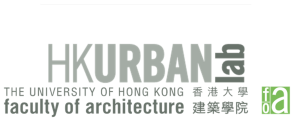 HKURBANlab
THE UNIVERSITY OF HONG KONG 香港大學
faculty of architecture 建築學院
foa